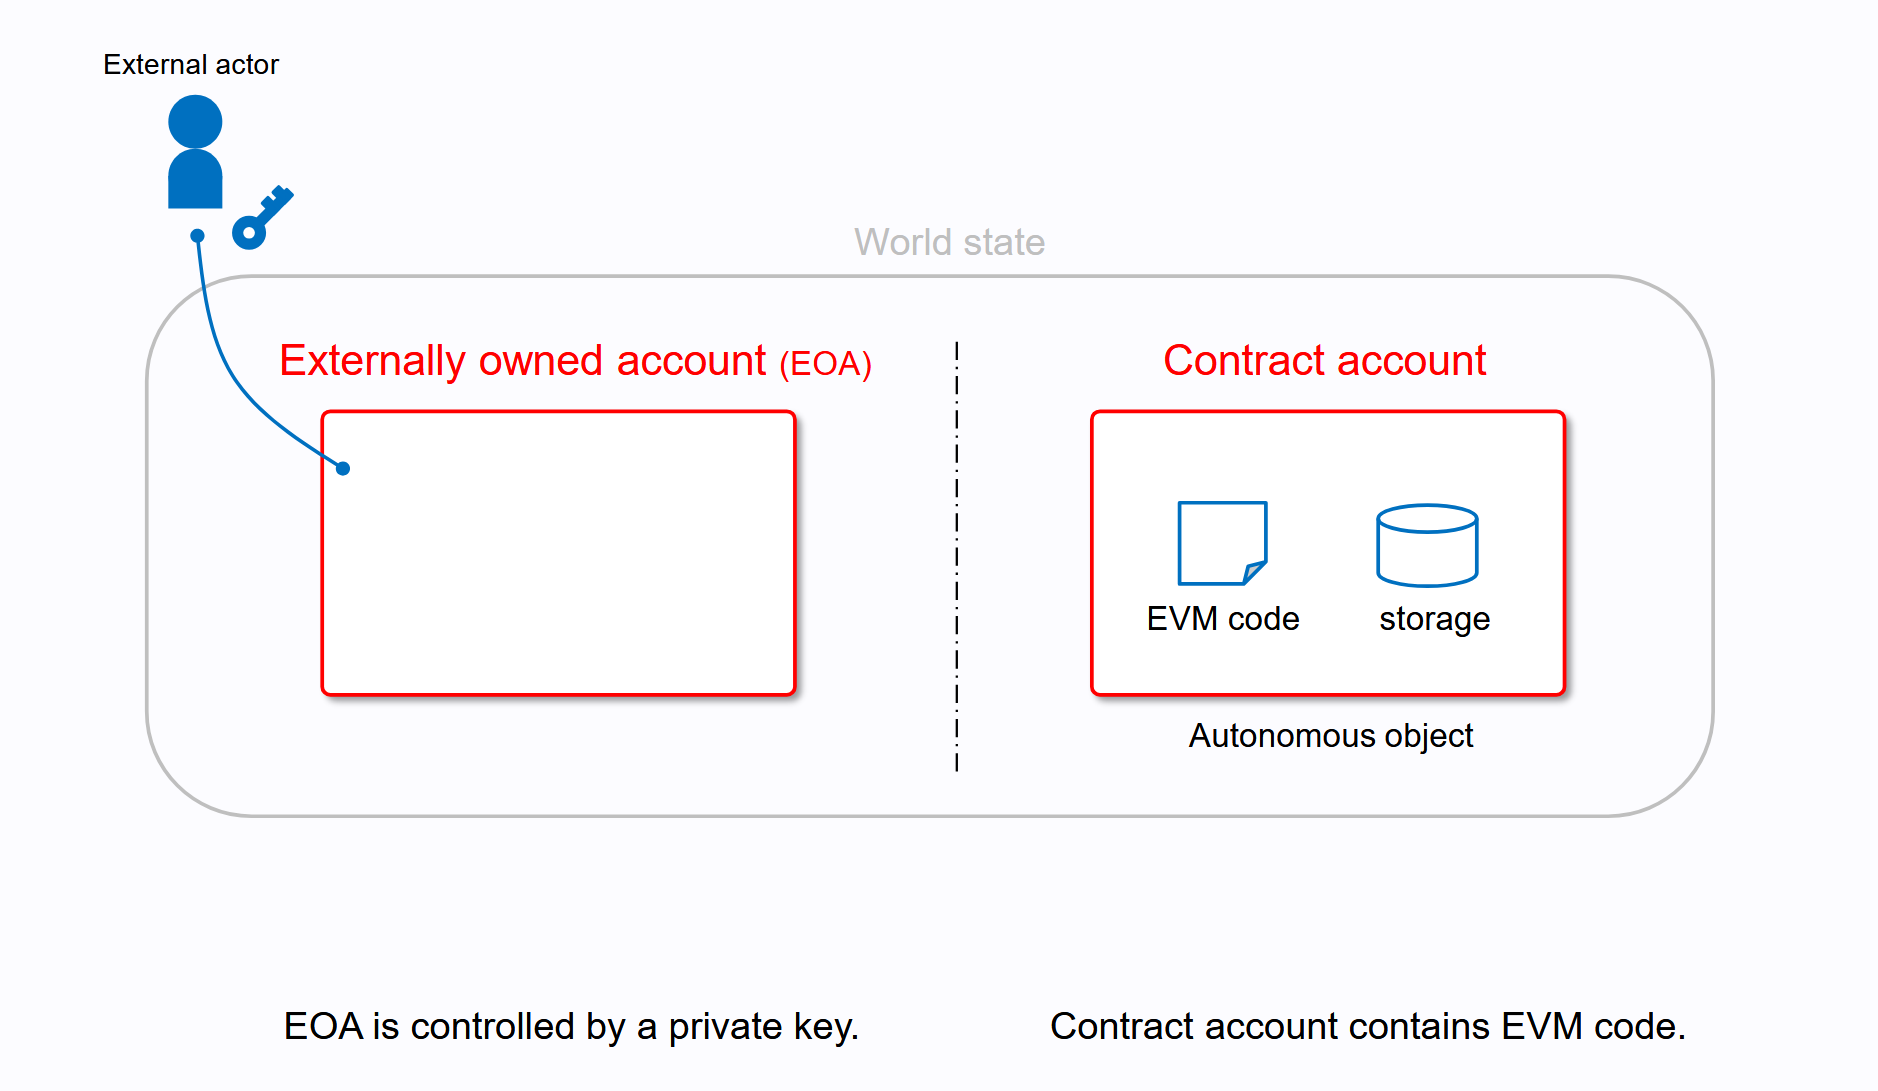 External actor
World state
Externally owned account (EOA)
Contract account
EVM code
storage
Autonomous object
EOA is controlled by a private key.
Contract account contains EVM code.